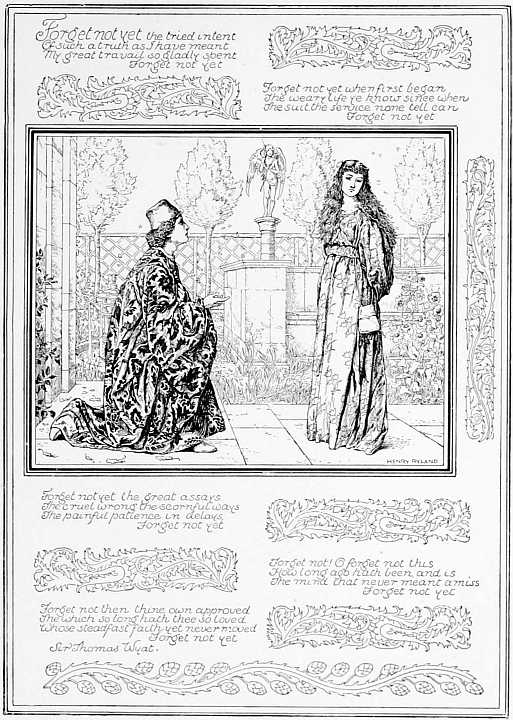 Forget not yet the tried intent
Of such a truth as I have meant
My great travail so gladly spent
Forget not yet
Forget not yet when first began
The weary life ye know since when
The suit the service none tell can
Forget not yet
HENRY RYLAND
Forget not yet the great assays
The cruel wrong the scornful ways
The painful patience in delays
Forget not yet
Forget not! O forget not this
How long ago hath been and is
The mind that never meant amiss
Forget not yet
Forget not then thine own approved
The which so long hath thee so loved
Whose steadfast faith yet never moved
Forget not yet
Sir Thomas Wyat.